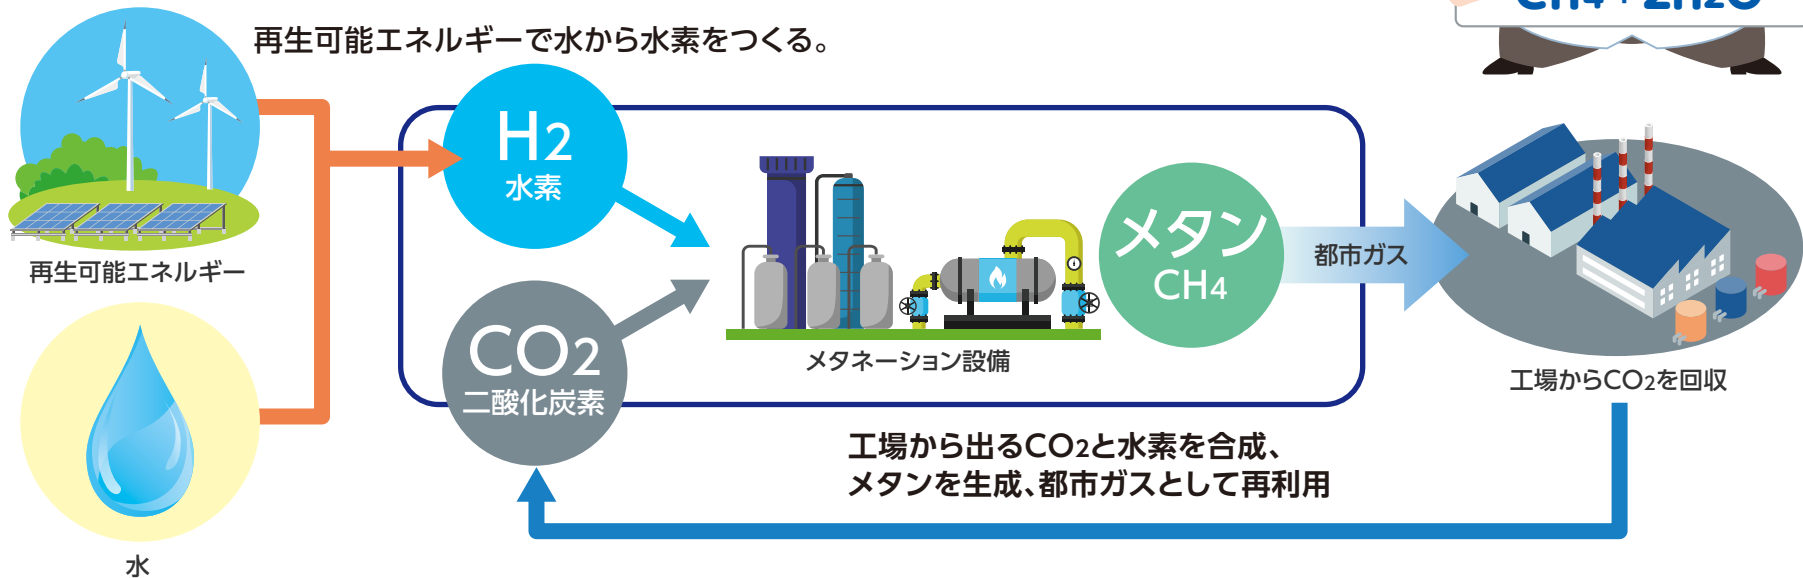 CH4+2H2O
再生可能エネルギーで水から水素をつくる。
H2
水素
再生可能エネルギー
水
CO2
二酸化炭素
メタネーション設備
メタン
CH4
都市ガス
工場からCO2を回収
工場から出るCO2と水素を合成、
メタンを生成、都市ガスとして再利用